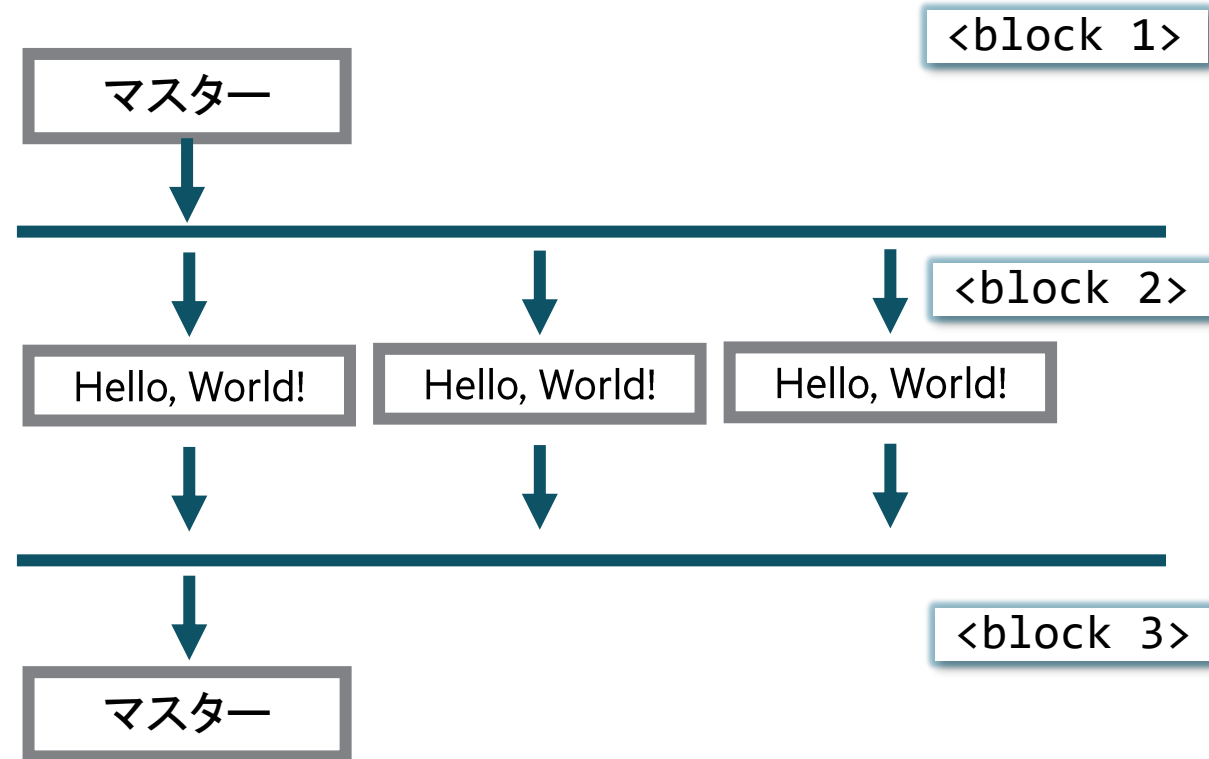 <block 1>
マスター
<block 2>
Hello, World!
Hello, World!
Hello, World!
<block 3>
マスター